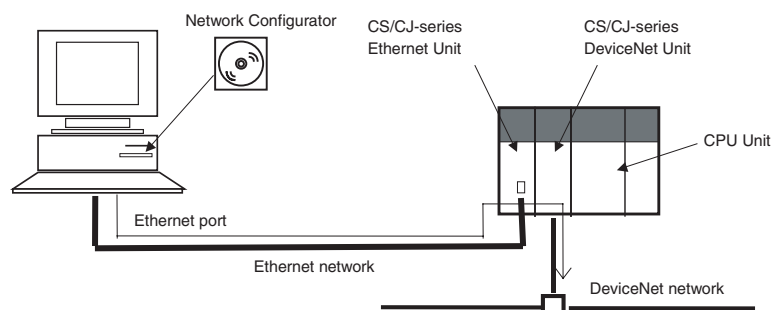 Network Configurator
CS/CJ-series
Ethernet Unit
CS/CJ-series
DeviceNet Unit
CPU Unit
Ethernet port
Ethernet network
DeviceNet network